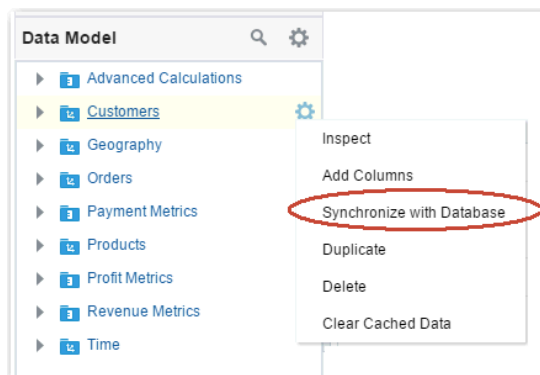 Data Model
Advanced Calculations
Customers
Geography
Orders
Payment Metrics
Products
Profit Metrics
Revenue Metrics
Time
Inspect
Add Columns
Synchronize with Database
Duplicate
Delete
Clear Cached Data